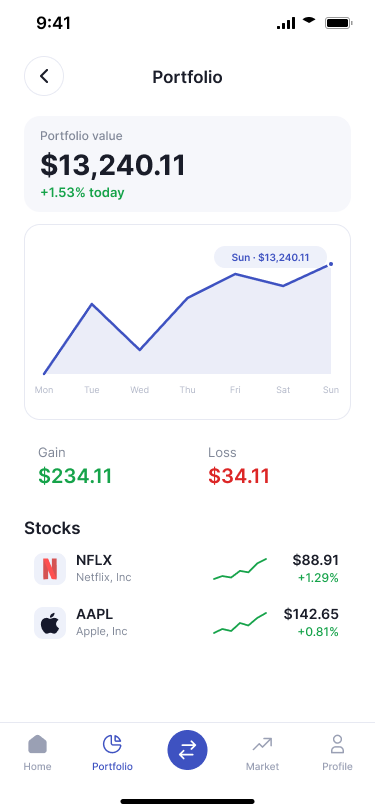 9:41
Portfolio
Portfolio value
$13,240.11
+1.53% today
Sun · $13,240.11
Mon Tue Wed Thu Fri Sat Sun
Gain Loss
$234.11 $34.11
Stocks
NFLX $88.91
Netflix, Inc +1.29%
AAPL $142.65
Apple, Inc +0.81%
Home Portfolio Market Profile